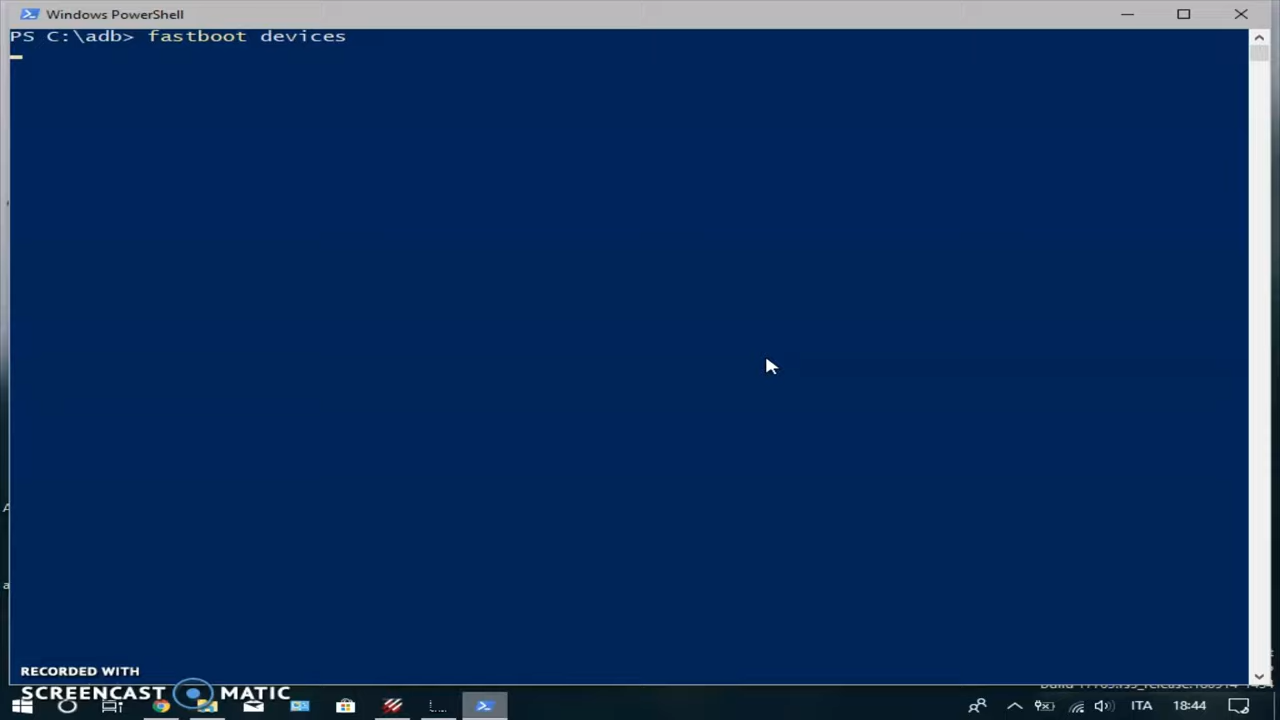 Windows PowerShell
PS C:\adb> fastboot devices
RECORDED WITH
SCREENCAST MATIC
ITA
18:44